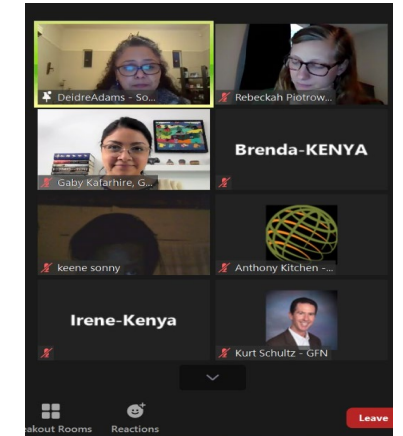 DeidreAdams - So...
Rebeckah Piotrow...
Gaby Kafarhire, G...
Brenda-KENYA
keene sonny
Anthony Kitchen -...
Irene-Kenya
Kurt Schultz - GFN
eakout Rooms
Reactions
Leave